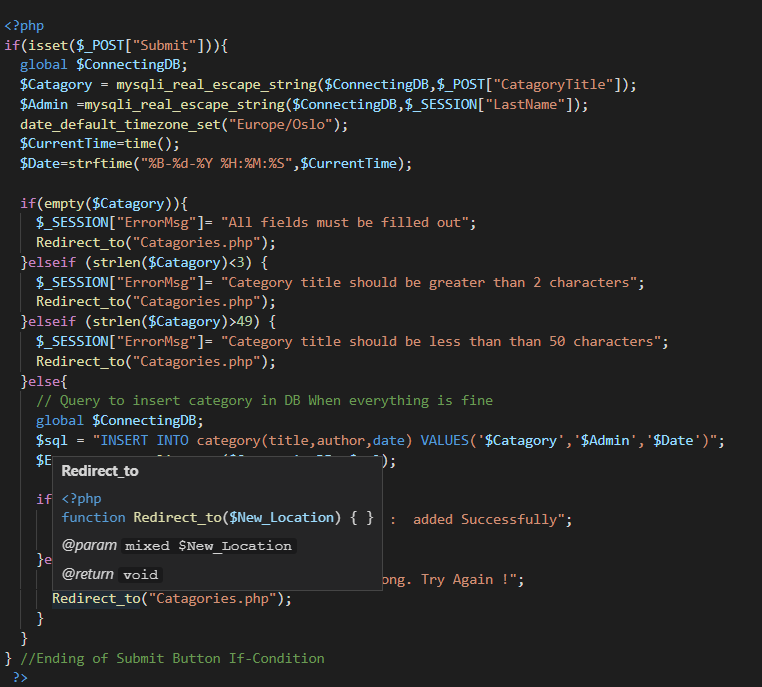 <?php
if(isset($_POST["Submit"])){
  global $ConnectingDB;
  $Catagory = mysqli_real_escape_string($ConnectingDB,$_POST["CatagoryTitle"]);
  $Admin =mysqli_real_escape_string($ConnectingDB,$_SESSION["LastName"]);
  date_default_timezone_set("Europe/Oslo");
  $CurrentTime=time();
  $Date=strftime("%B-%d-%Y %H:%M:%S",$CurrentTime);

  if(empty($Catagory)){
    $_SESSION["ErrorMsg"]= "All fields must be filled out";
    Redirect_to("Catagories.php");
  }elseif (strlen($Catagory)<3) {
    $_SESSION["ErrorMsg"]= "Category title should be greater than 2 characters";
    Redirect_to("Catagories.php");
  }elseif (strlen($Catagory)>49) {
    $_SESSION["ErrorMsg"]= "Category title should be less than than 50 characters";
    Redirect_to("Catagories.php");
  }else{
    // Query to insert category in DB When everything is fine
    global $ConnectingDB;
    $sql = "INSERT INTO category(title,author,date) VALUES('$Catagory','$Admin','$Date')";
    $E );
Redirect_to
    if <?php
function Redirect_to($New_Location) { } : added Successfully";
@param mixed $New_Location
    }e
@return void ong. Try Again !";
      Redirect_to("Catagories.php");
    }
  }
} //Ending of Submit Button If-Condition
 ?>